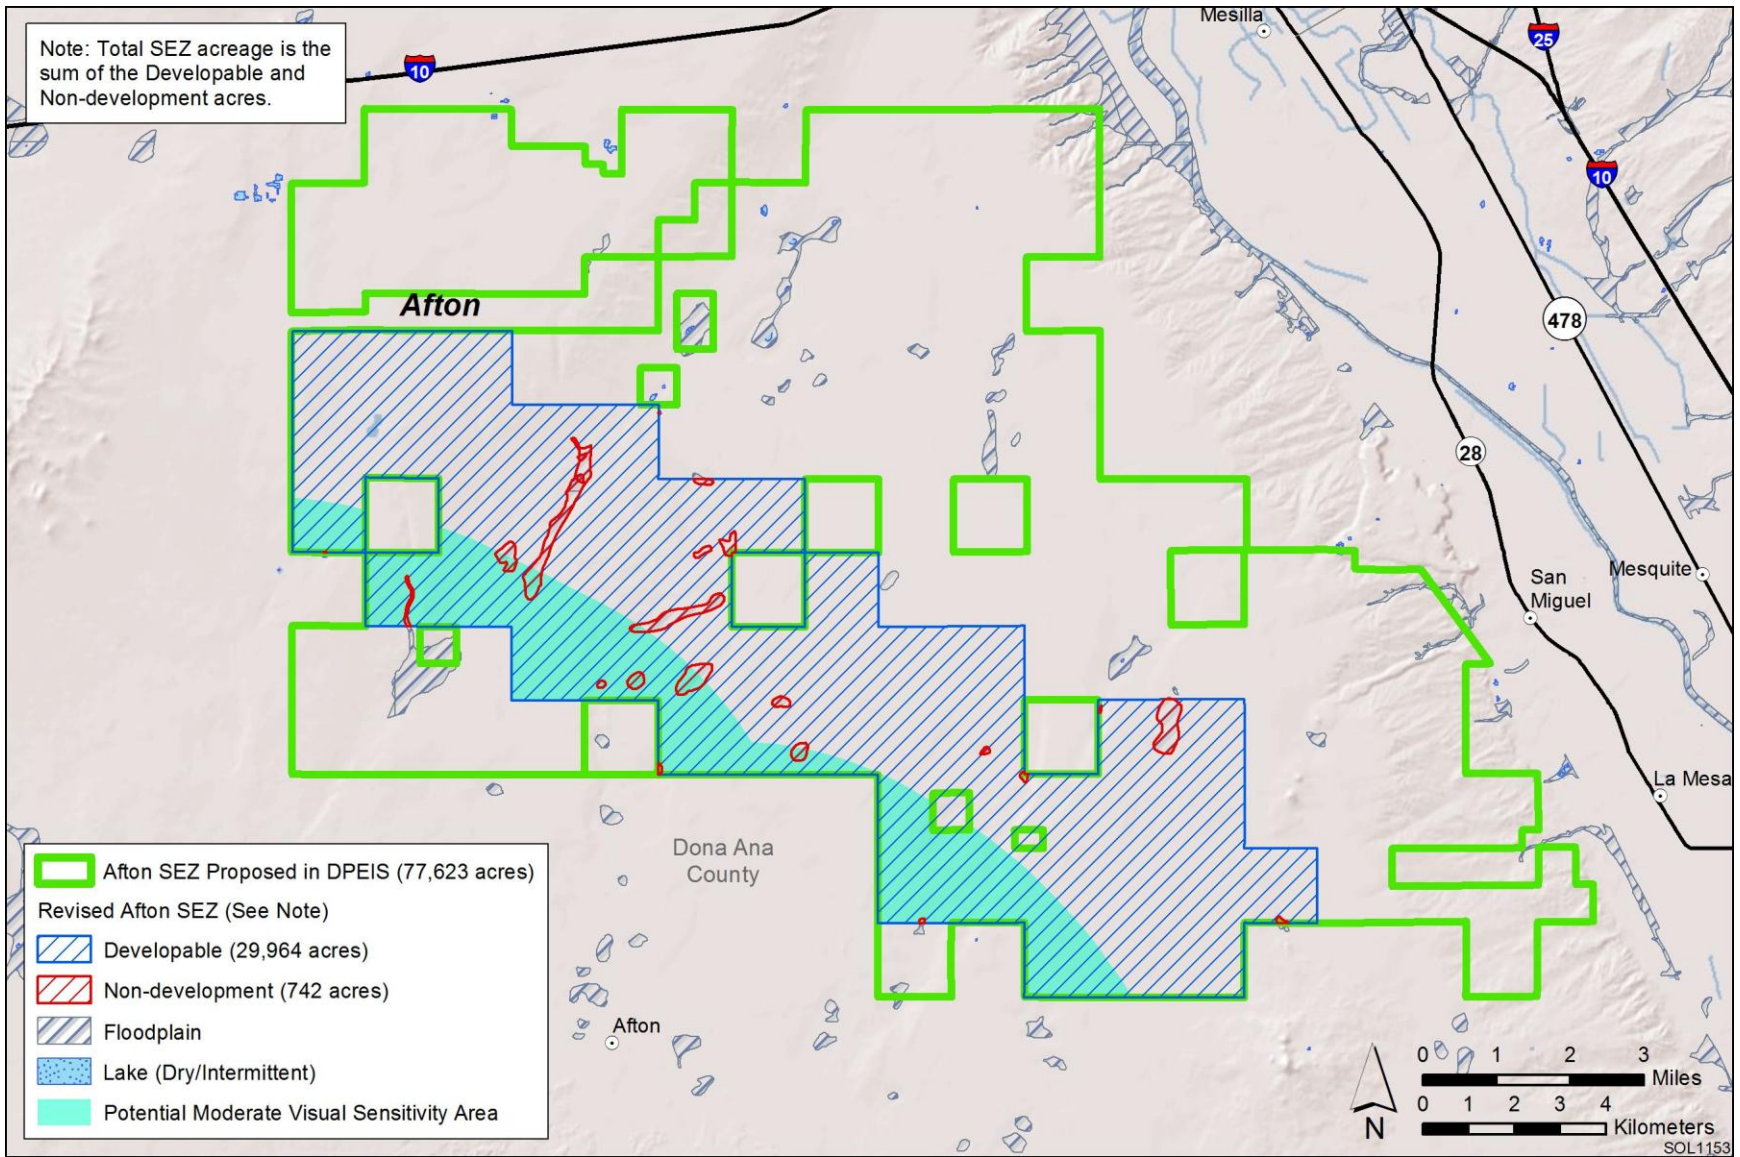 Note: Total SEZ acreage is the
sum of the Developable and
Non-development acres.
10
Mesilla
25
10
Afton
478
28
San
Miguel
Mesquite
La Mesa
Dona Ana
County
Afton
Afton SEZ Proposed in DPEIS (77,623 acres)
Revised Afton SEZ (See Note)
Developable (29,964 acres)
Non-development (742 acres)
Floodplain
Lake (Dry/Intermittent)
Potential Moderate Visual Sensitivity Area
N
0 1 2 3
Miles
0 1 2 3 4
Kilometers
SOL1153